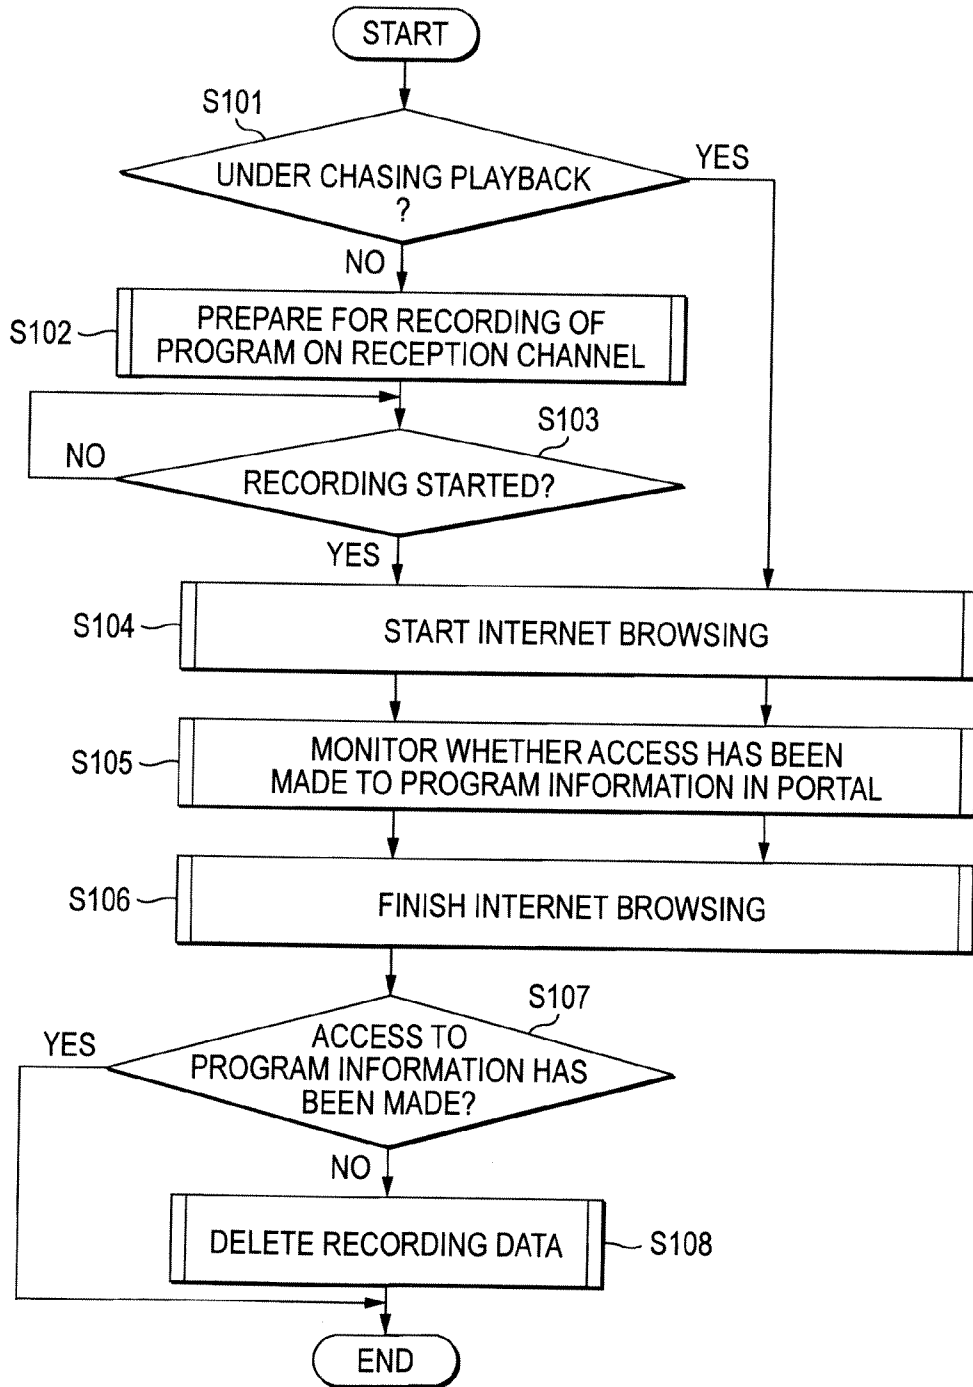 START
S101
UNDER CHASING PLAYBACK
?
YES
NO
S102
PREPARE FOR RECORDING OF
PROGRAM ON RECEPTION CHANNEL
S103
NO
RECORDING STARTED?
YES
S104
START INTERNET BROWSING
S105
MONITOR WHETHER ACCESS HAS BEEN
MADE TO PROGRAM INFORMATION IN PORTAL
S106
FINISH INTERNET BROWSING
S107
YES
ACCESS TO
PROGRAM INFORMATION HAS
BEEN MADE?
NO
DELETE RECORDING DATA
S108
END